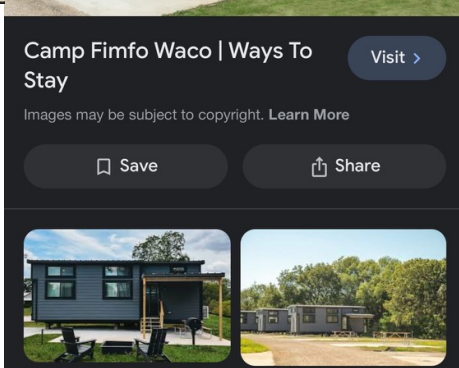 Camp Fimfo Waco | Ways To
Stay
Visit >
Images may be subject to copyright. Learn More
Save
Share